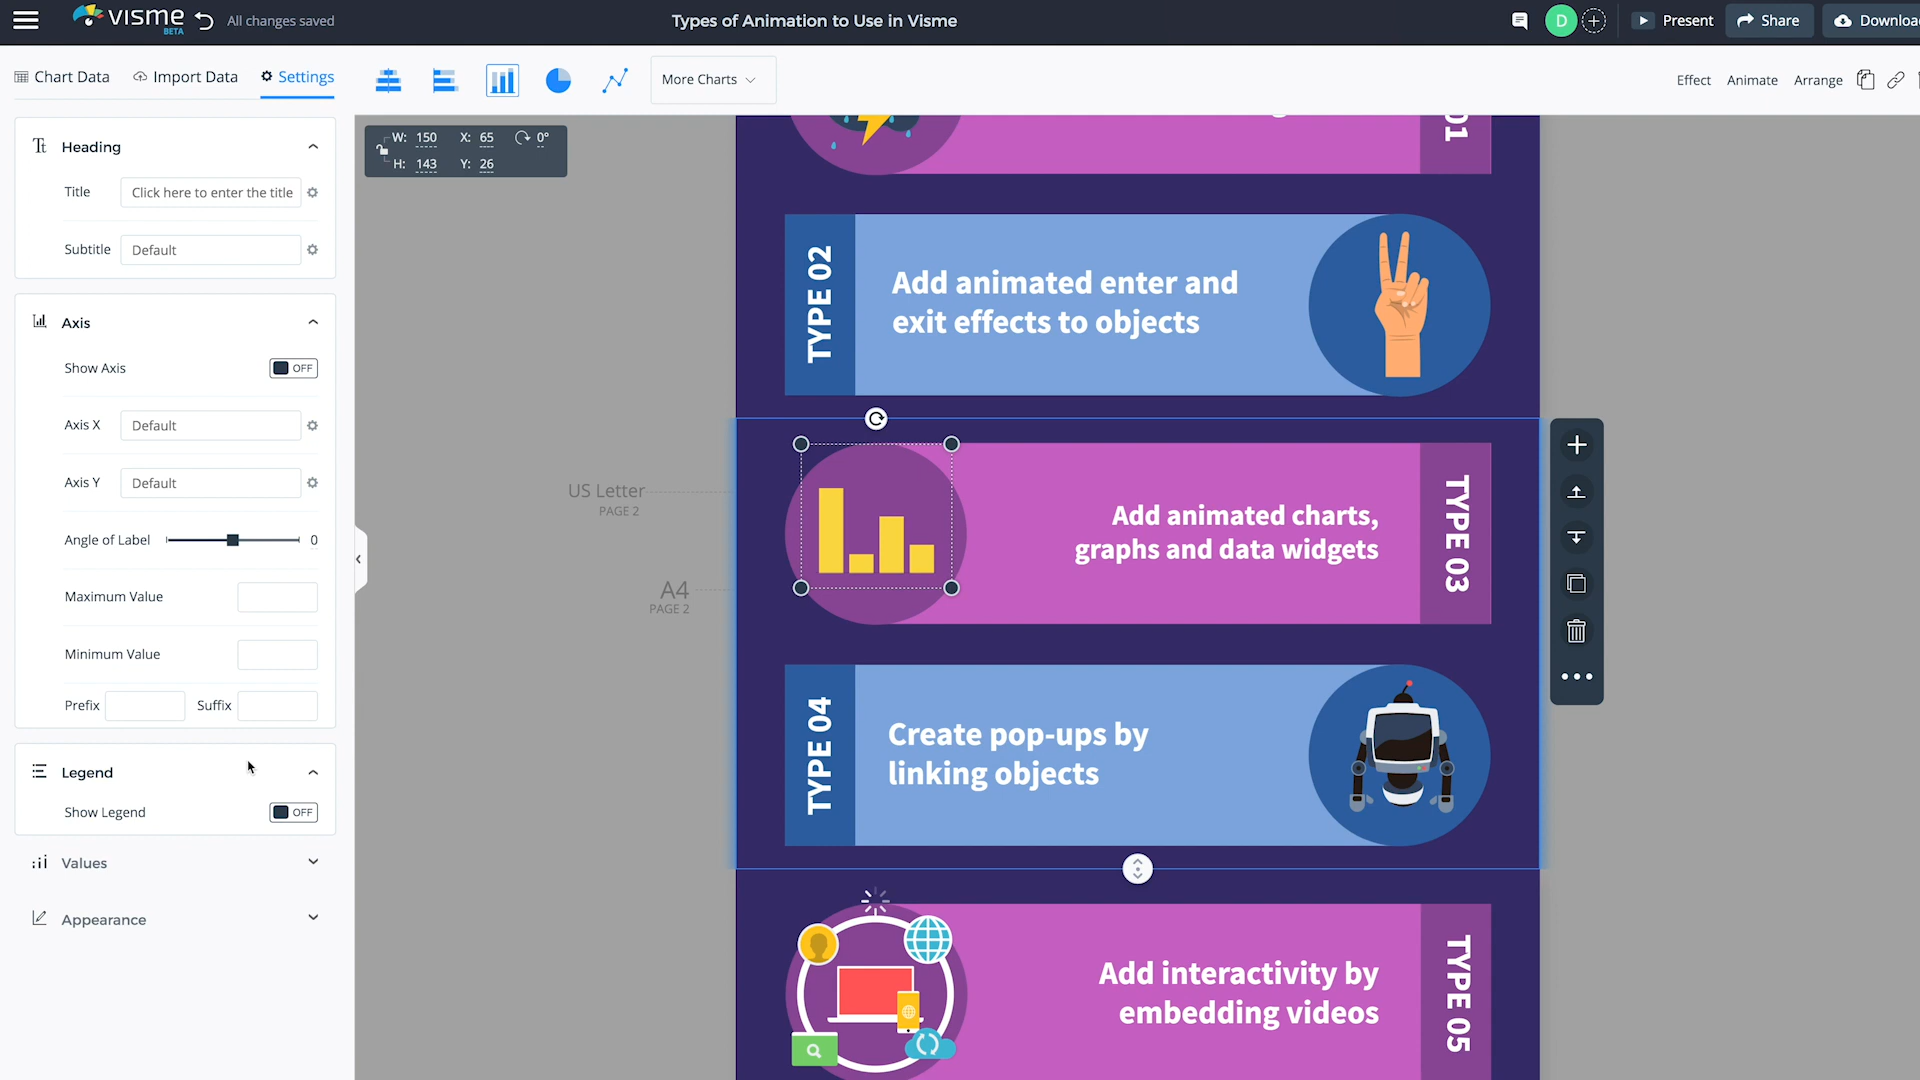 visme
BETA
All changes saved
Types of Animation to Use in Visme
D
Present
Share
Chart Data
Import Data
Settings
More Charts
Effect
Animate
Arrange
W: 150
X: 65
0°
H: 143
Y: 26
Heading
Title
Click here to enter the title
Subtitle
Default
Axis
Show Axis
OFF
Axis X
Default
Axis Y
Default
Angle of Label
0
Maximum Value
Minimum Value
Prefix
Suffix
Legend
Show Legend
OFF
Values
Appearance
US Letter
PAGE 2
A4
PAGE 2
01
TYPE 02
Add animated enter and
exit effects to objects
Add animated charts,
graphs and data widgets
TYPE 03
TYPE 04
Create pop-ups by
linking objects
Add interactivity by
embedding videos
TYPE 05